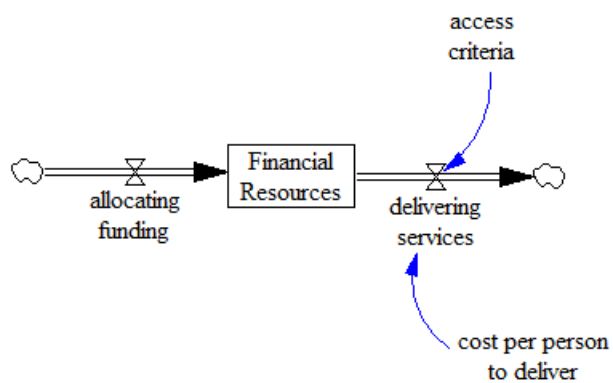 access
criteria
Financial
Resources
allocating
funding
delivering
services
cost per person
to deliver